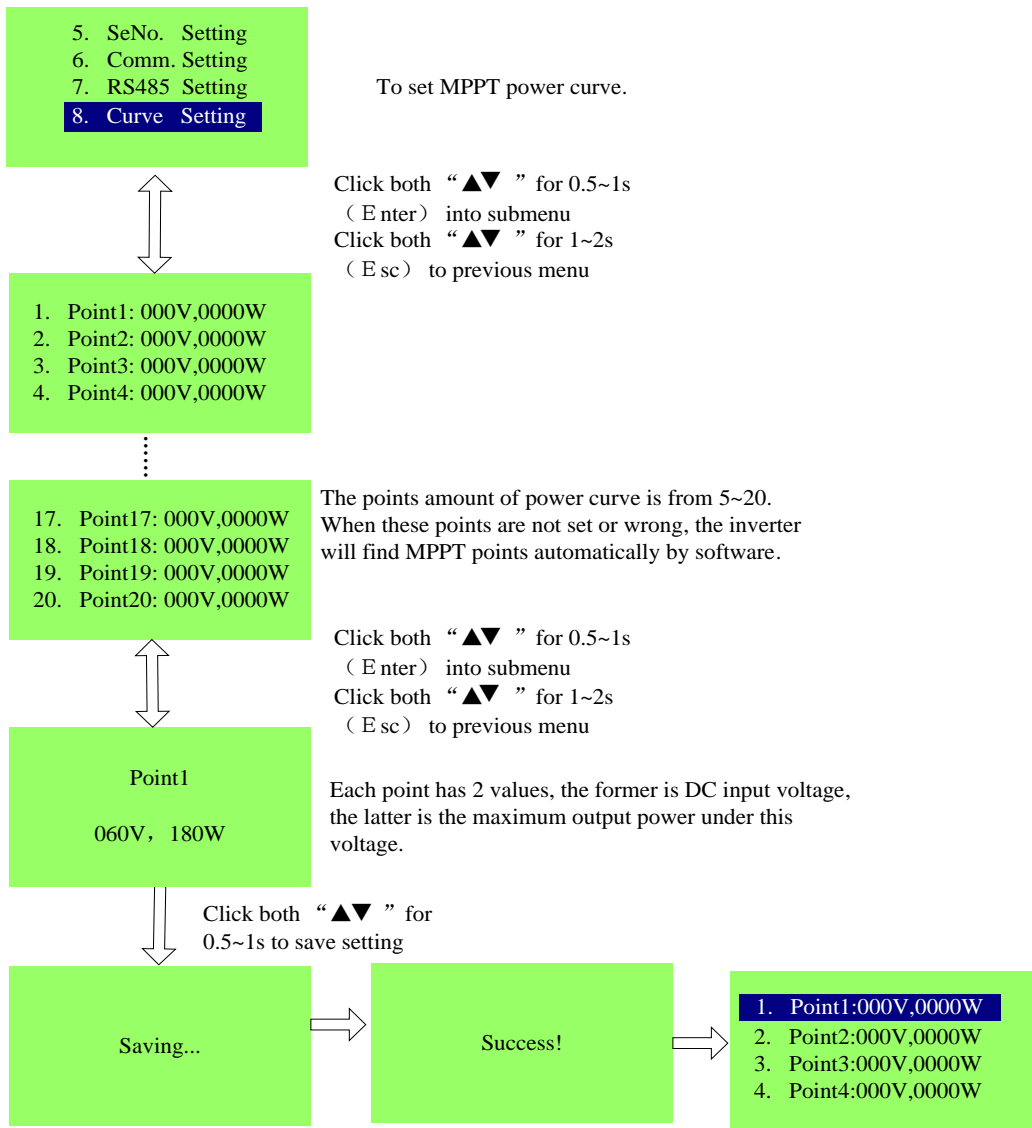 5. SeNo. Setting
6. Comm. Setting
7. RS485 Setting
8. Curve Setting
To set MPPT power curve.
Click both “▲▼ ” for 0.5~1s
（Ｅnter） into submenu
Click both “▲▼ ” for 1~2s
（Ｅsc） to previous menu
1. Point1: 000V,0000W
2. Point2: 000V,0000W
3. Point3: 000V,0000W
4. Point4: 000V,0000W
17. Point17: 000V,0000W
18. Point18: 000V,0000W
19. Point19: 000V,0000W
20. Point20: 000V,0000W
The points amount of power curve is from 5~20.
When these points are not set or wrong, the inverter
will find MPPT points automatically by software.
Click both “▲▼ ” for 0.5~1s
（Ｅnter） into submenu
Click both “▲▼ ” for 1~2s
（Ｅsc） to previous menu
Point1
060V，180W
Each point has 2 values, the former is DC input voltage,
the latter is the maximum output power under this
voltage.
Click both “▲▼ ” for
0.5~1s to save setting
Saving...
Success!
1. Point1:000V,0000W
2. Point2:000V,0000W
3. Point3:000V,0000W
4. Point4:000V,0000W